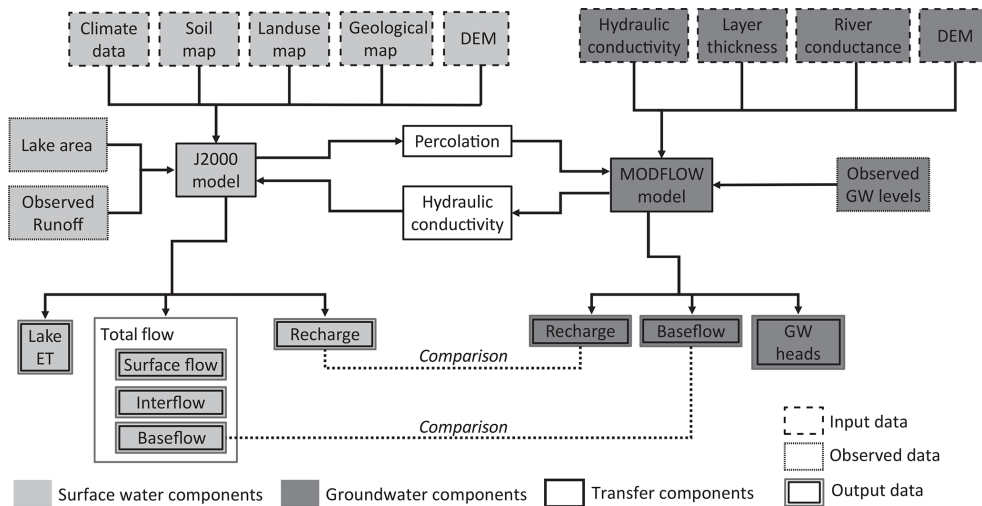 Climate data
Soil map
Landuse map
Geological map
DEM
Hydraulic conductivity
Layer thickness
River conductance
DEM
Lake area
Observed Runoff
J2000 model
Percolation
Hydraulic conductivity
MODFLOW model
Observed GW levels
Lake ET
Total flow
Surface flow
Interflow
Baseflow
Recharge
Comparison
Comparison
Recharge
Baseflow
GW heads
Input data
Observed data
Output data
Surface water components
Groundwater components
Transfer components